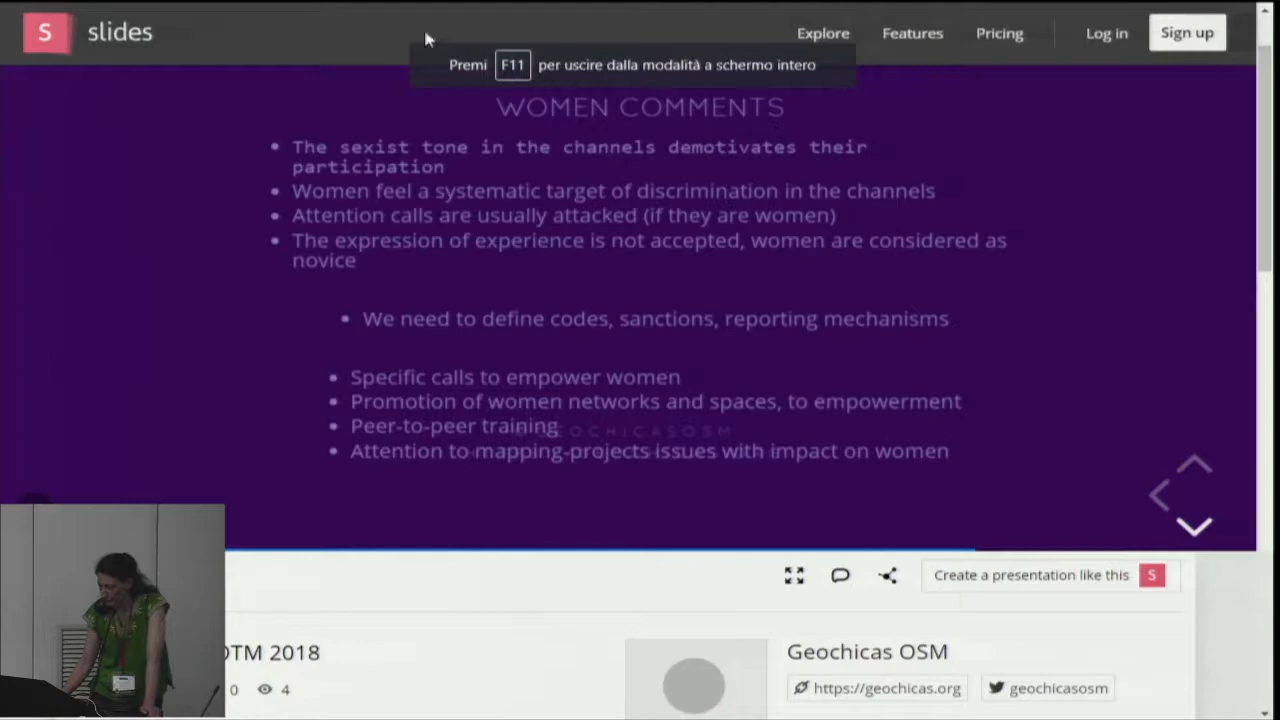 S slides
Explore Features Pricing Log in Sign up
Premi F11 per uscire dalla modalità a schermo intero
WOMEN COMMENTS
• The sexist tone in the channels demotivates their
participation
• Women feel a systematic target of discrimination in the channels
• Attention calls are usually attacked (if they are women)
• The expression of experience is not accepted, women are considered as
novice
• We need to define codes, sanctions, reporting mechanisms
• Specific calls to empower women
• Promotion of women networks and spaces, to empowerment
• Peer-to-peer training
GEOCHICASOSM
• Attention to mapping-projects issues with impact on women
Create a presentation like this S
OTM 2018
0 4
Geochicas OSM
https://geochicas.org geochicasosm